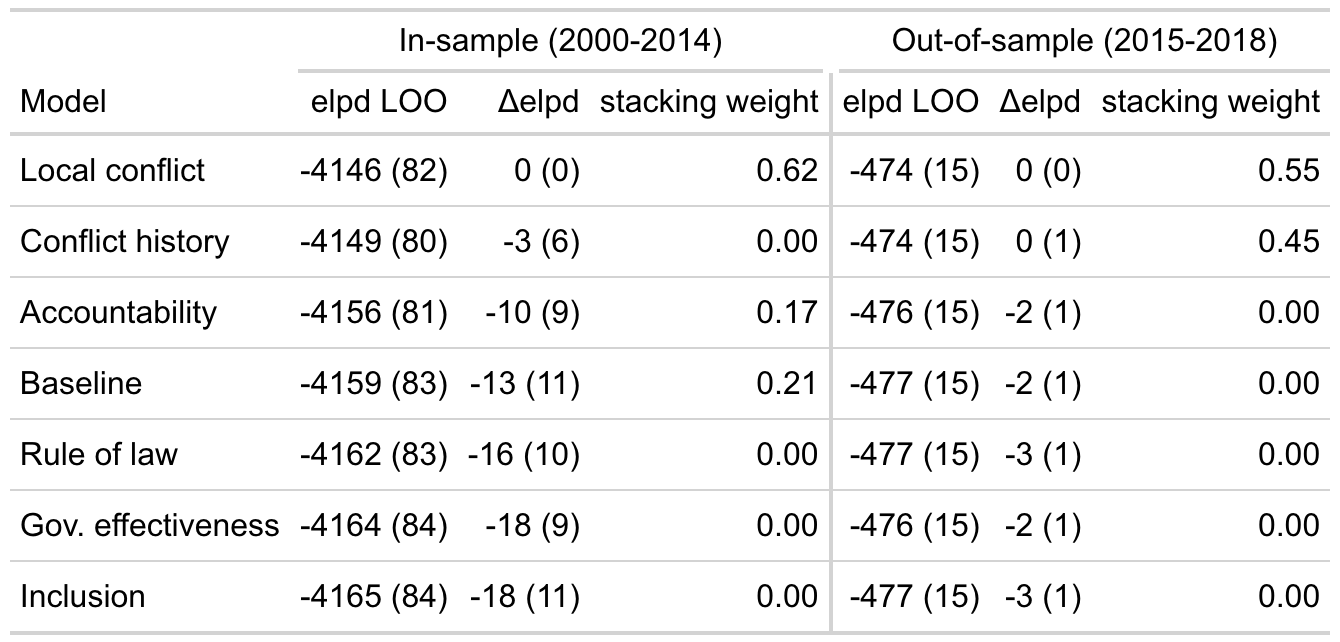 In-sample (2000-2014) Out-of-sample (2015-2018)
Model elpd LOO Δelpd stacking weight elpd LOO Δelpd stacking weight
Local conflict -4146 (82) 0 (0) 0.62 -474 (15) 0 (0) 0.55
Conflict history -4149 (80) -3 (6) 0.00 -474 (15) 0 (1) 0.45
Accountability -4156 (81) -10 (9) 0.17 -476 (15) -2 (1) 0.00
Baseline -4159 (83) -13 (11) 0.21 -477 (15) -2 (1) 0.00
Rule of law -4162 (83) -16 (10) 0.00 -477 (15) -3 (1) 0.00
Gov. effectiveness -4164 (84) -18 (9) 0.00 -476 (15) -2 (1) 0.00
Inclusion -4165 (84) -18 (11) 0.00 -477 (15) -3 (1) 0.00